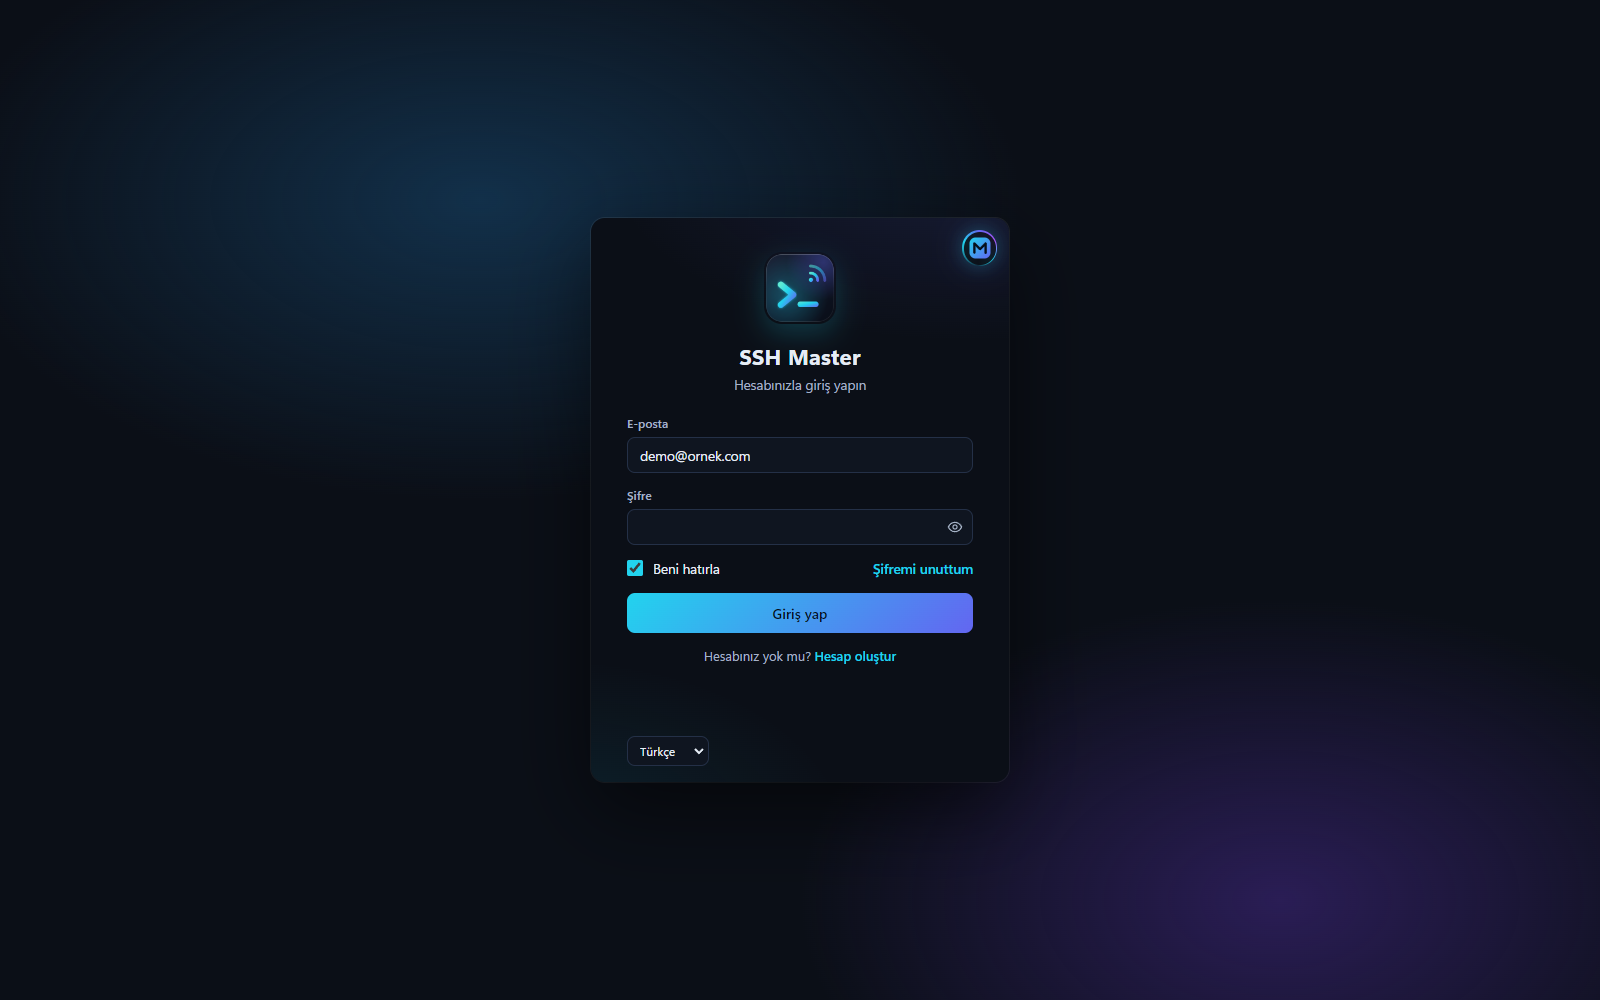 SSH Master
Hesabınızla giriş yapın
E-posta
demo@ornek.com
Şifre
Beni hatırla
Şifremi unuttum
Giriş yap
Hesabınız yok mu? Hesap oluştur
Türkçe